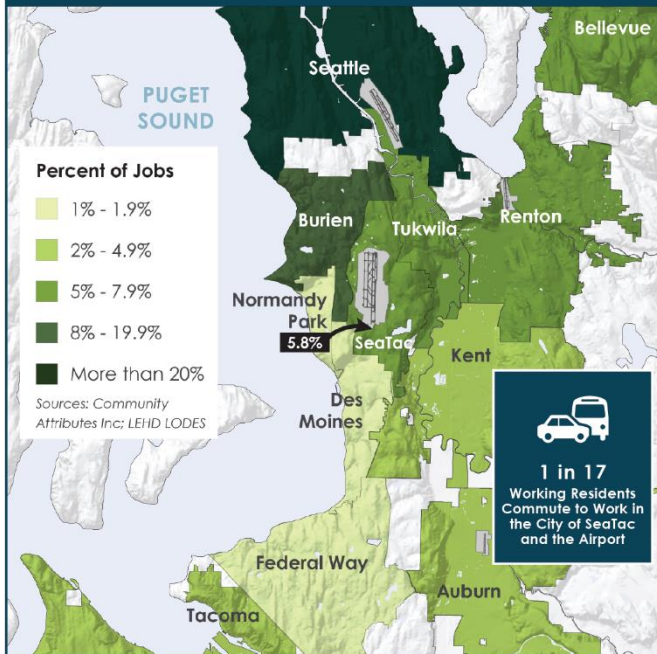 Bellevue
Seattle
PUGET
SOUND
Percent of Jobs
1% - 1.9%
2% - 4.9%
5% - 7.9%
8% - 19.9%
More than 20%
Sources: Community
Attributes Inc; LEHD LODES
Burien
Tukwila
Renton
Normandy
Park
5.8%
SeaTac
Kent
Des
Moines
1 in 17
Working Residents
Commute to Work in
the City of SeaTac
and the Airport
Federal Way
Auburn
Tacoma